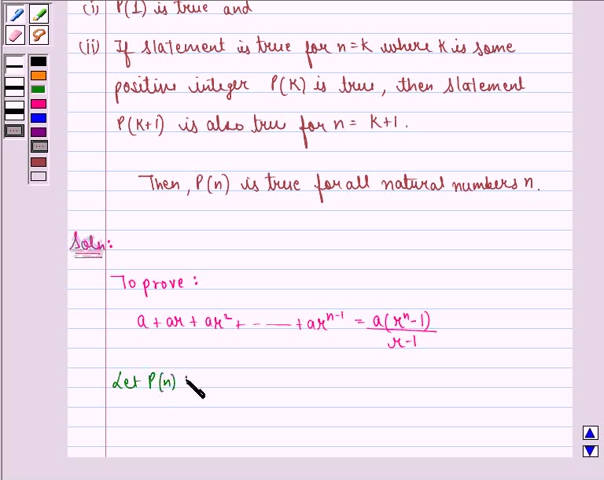 (i) P(1) is true and
(ii) If statement is true for n=k where k is some
positive integer P(k) is true, then statement
P(k+1) is also true for n= k+1.
Then, P(n) is true for all natural numbers n.
Soln:
To prove:
a + ar + ar² + - - — + ar^{n-1} = a(r^n-1)/r-1
Let P(n)